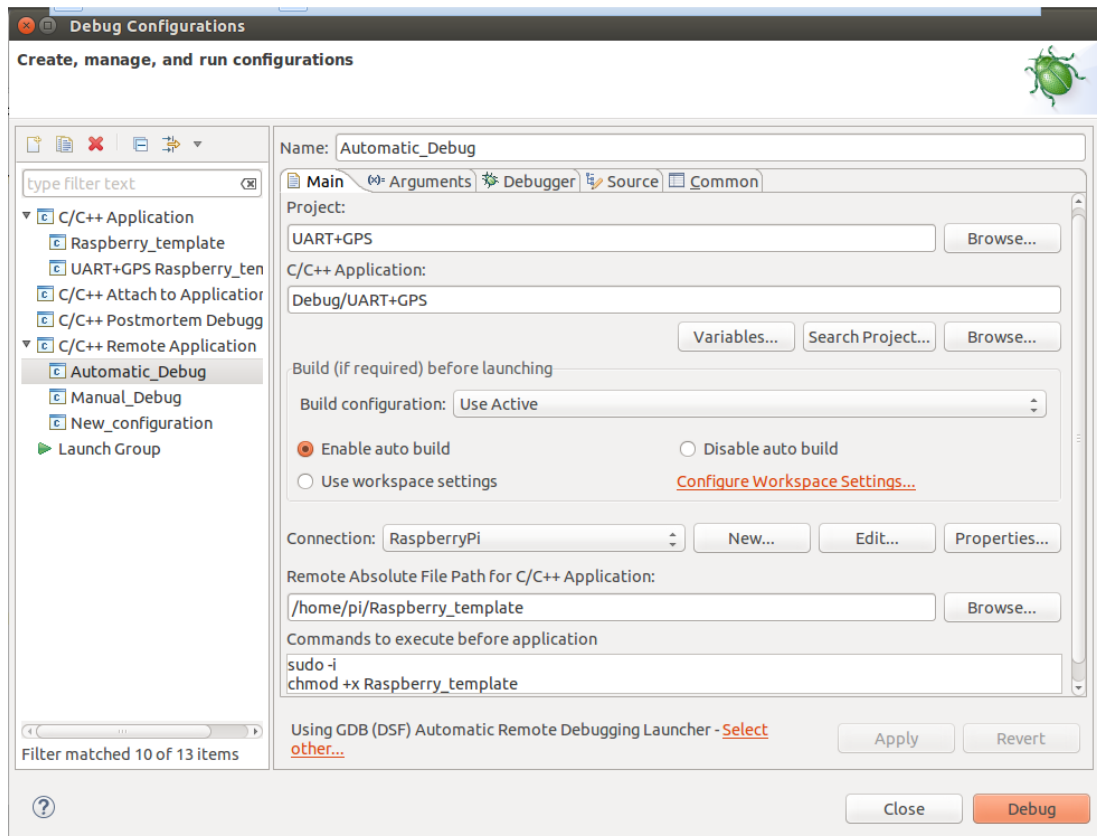 Debug Configurations
Create, manage, and run configurations
type filter text
C/C++ Application
Raspberry_template
UART+GPS Raspberry_ten
C/C++ Attach to Application
C/C++ Postmortem Debugg
C/C++ Remote Application
Automatic_Debug
Manual_Debug
New_configuration
Launch Group
Filter matched 10 of 13 items
Name: Automatic_Debug
Main (x)= Arguments Debugger Source Common
Project:
UART+GPS Browse...
C/C++ Application:
Debug/UART+GPS
Variables... Search Project... Browse...
Build (if required) before launching
Build configuration: Use Active
Enable auto build Disable auto build
Use workspace settings Configure Workspace Settings...
Connection: RaspberryPi New... Edit... Properties...
Remote Absolute File Path for C/C++ Application:
/home/pi/Raspberry_template Browse...
Commands to execute before application
sudo -i
chmod +x Raspberry_template
Using GDB (DSF) Automatic Remote Debugging Launcher - Select
other...
Apply Revert
Close Debug